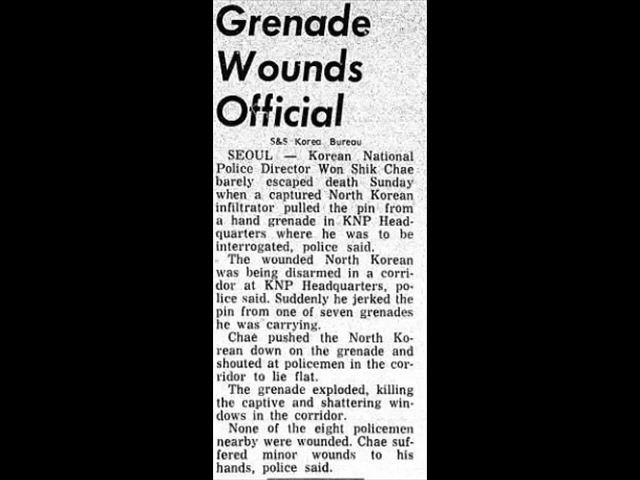 Grenade
Wounds
Official
S&S Korea Bureau
SEOUL — Korean National
Police Director Won Shik Chae
barely escaped death Sunday
when a captured North Korean
infiltrator pulled the pin from
a hand grenade in KNP Head-
quarters where he was to be
interrogated, police said.
The wounded North Korean
was being disarmed in a corri-
dor at KNP Headquarters, po-
lice said. Suddenly he jerked the
pin from one of seven grenades
he was carrying.
Chae pushed the North Ko-
rean down on the grenade and
shouted at policemen in the cor-
ridor to lie flat.
The grenade exploded, killing
the captive and shattering win-
dows in the corridor.
None of the eight policemen
nearby were wounded. Chae suf-
fered minor wounds to his
hands, police said.